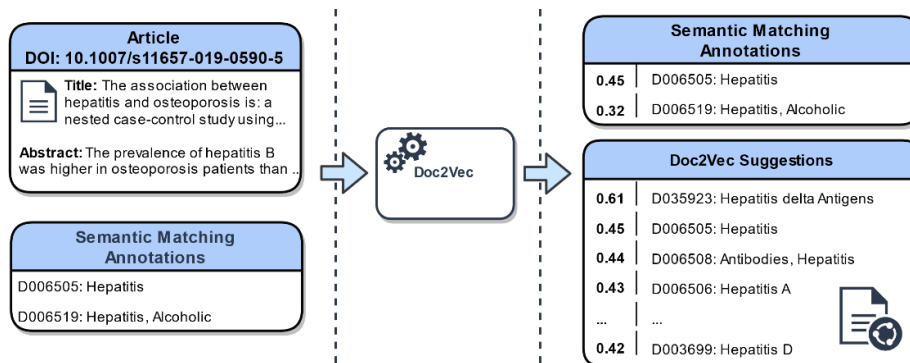 Article
DOI: 10.1007/s11657-019-0590-5
Title: The association between
hepatitis and osteoporosis is: a
nested case-control study using...
Abstract: The prevalence of hepatitis B
was higher in osteoporosis patients than ..
Semantic Matching
Annotations
D006505: Hepatitis
D006519: Hepatitis, Alcoholic
Doc2Vec
Semantic Matching
Annotations
0.45 D006505: Hepatitis
0.32 D006519: Hepatitis, Alcoholic
Doc2Vec Suggestions
0.61 D035923: Hepatitis delta Antigens
0.45 D006505: Hepatitis
0.44 D006508: Antibodies, Hepatitis
0.43 D006506: Hepatitis A
... ...
0.42 D003699: Hepatitis D